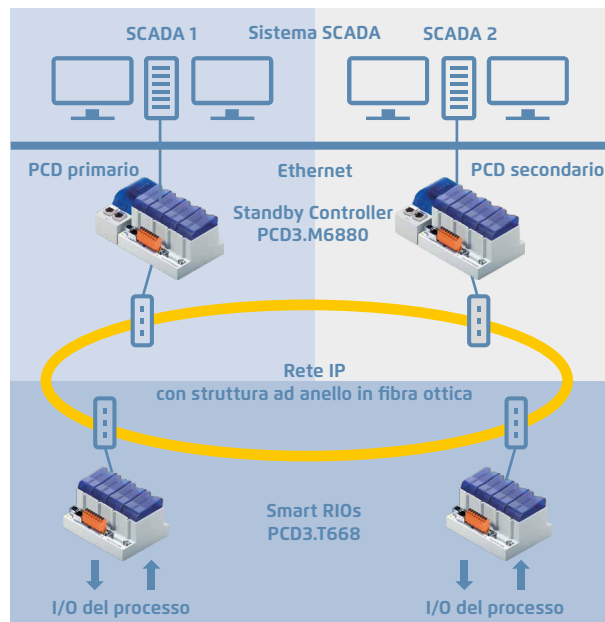 SCADA 1 Sistema SCADA SCADA 2
PCD primario Ethernet PCD secondario
Standby Controller
PCD3.M6880
Rete IP
con struttura ad anello in fibra ottica
Smart RIOs
PCD3.T668
I/O del processo I/O del processo